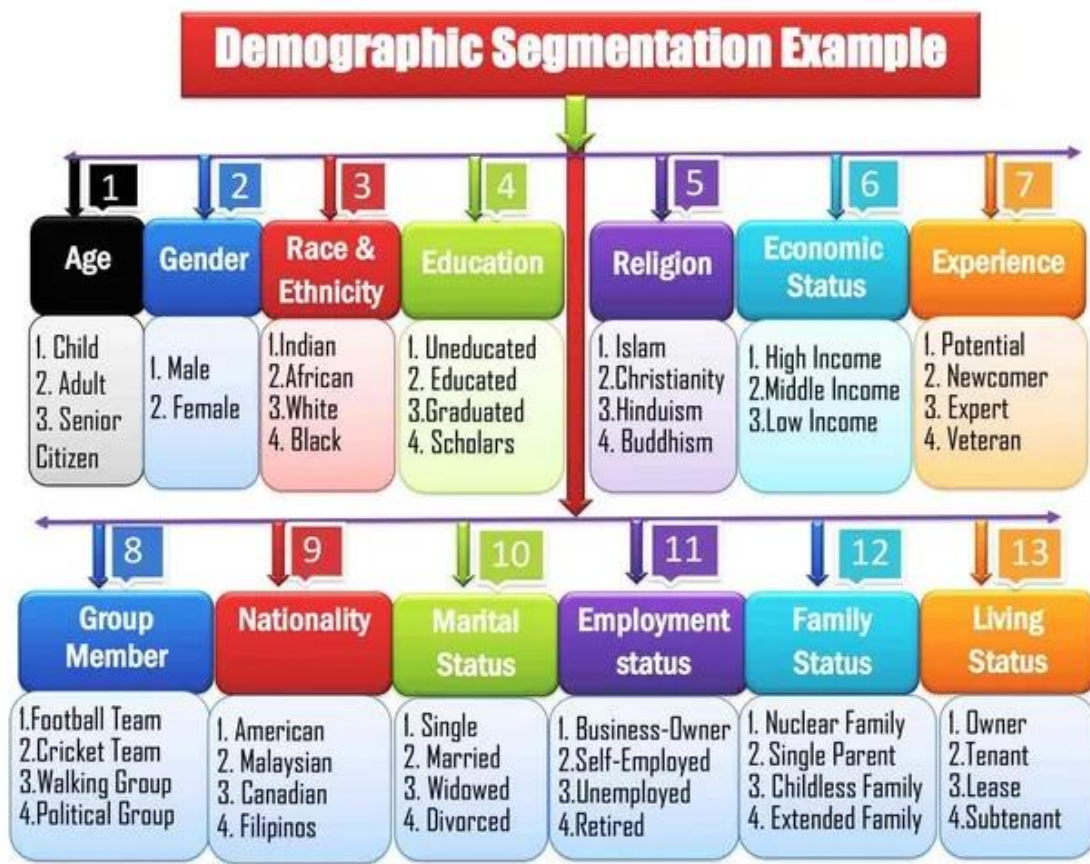 Demographic Segmentation Example
1
Age
1. Child
2. Adult
3. Senior
Citizen
2
Gender
1. Male
2. Female
3
Race &
Ethnicity
1.Indian
2.African
3.White
4. Black
4
Education
1. Uneducated
2. Educated
3.Graduated
4. Scholars
5
Religion
1. Islam
2.Christianity
3.Hinduism
4. Buddhism
6
Economic
Status
1. High Income
2.Middle Income
3.Low Income
7
Experience
1. Potential
2. Newcomer
3. Expert
4. Veteran
8
Group
Member
1.Football Team
2.Cricket Team
3.Walking Group
4.Political Group
9
Nationality
1. American
2. Malaysian
3. Canadian
4. Filipinos
10
Marital
Status
1. Single
2. Married
3. Widowed
4. Divorced
11
Employment
status
1. Business-Owner
2.Self-Employed
3.Unemployed
4.Retired
12
Family
Status
1. Nuclear Family
2. Single Parent
3. Childless Family
4. Extended Family
13
Living
Status
1. Owner
2.Tenant
3.Lease
4.Subtenant